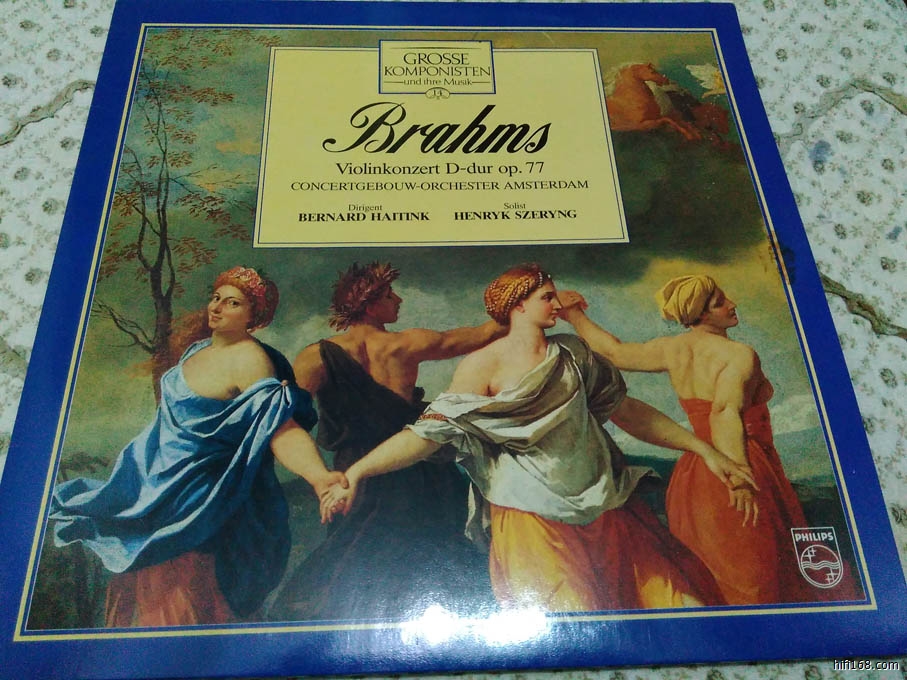 GROSSE
KOMPONISTEN
und ihre Musik
14
Brahms
Violinkonzert D-dur op. 77
CONCERTGEBOUW-ORCHESTER AMSTERDAM
Dirigent
BERNARD HAITINK
Solist
HENRYK SZERYNG
PHILIPS
hifi168.com